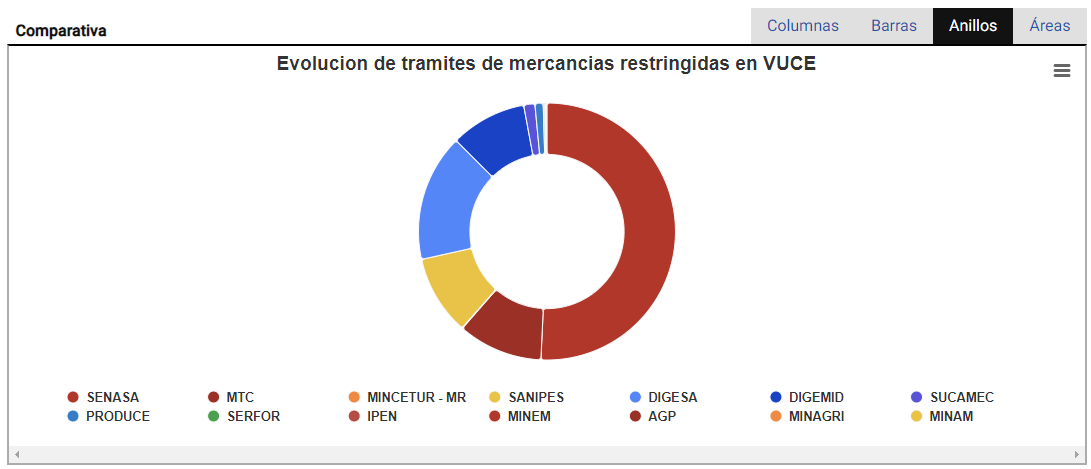 Comparativa
Columnas Barras Anillos Áreas
Evolucion de tramites de mercancias restringidas en VUCE
SENASA MTC MINCETUR - MR SANIPES DIGESA DIGEMID SUCAMEC
PRODUCE SERFOR IPEN MINEM AGP MINAGRI MINAM